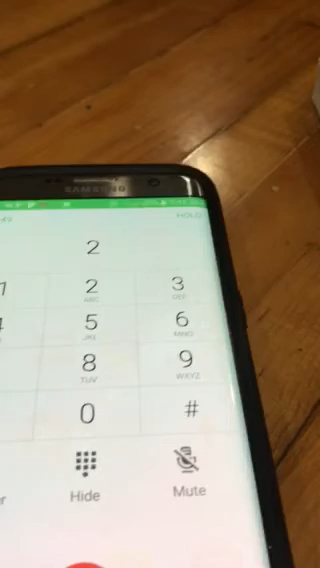 SAMSUNG
HOLD
2
2 3
ABC DEF
5 6
JKL MNO
8 9
TUV WXYZ
0 #
Hide Mute